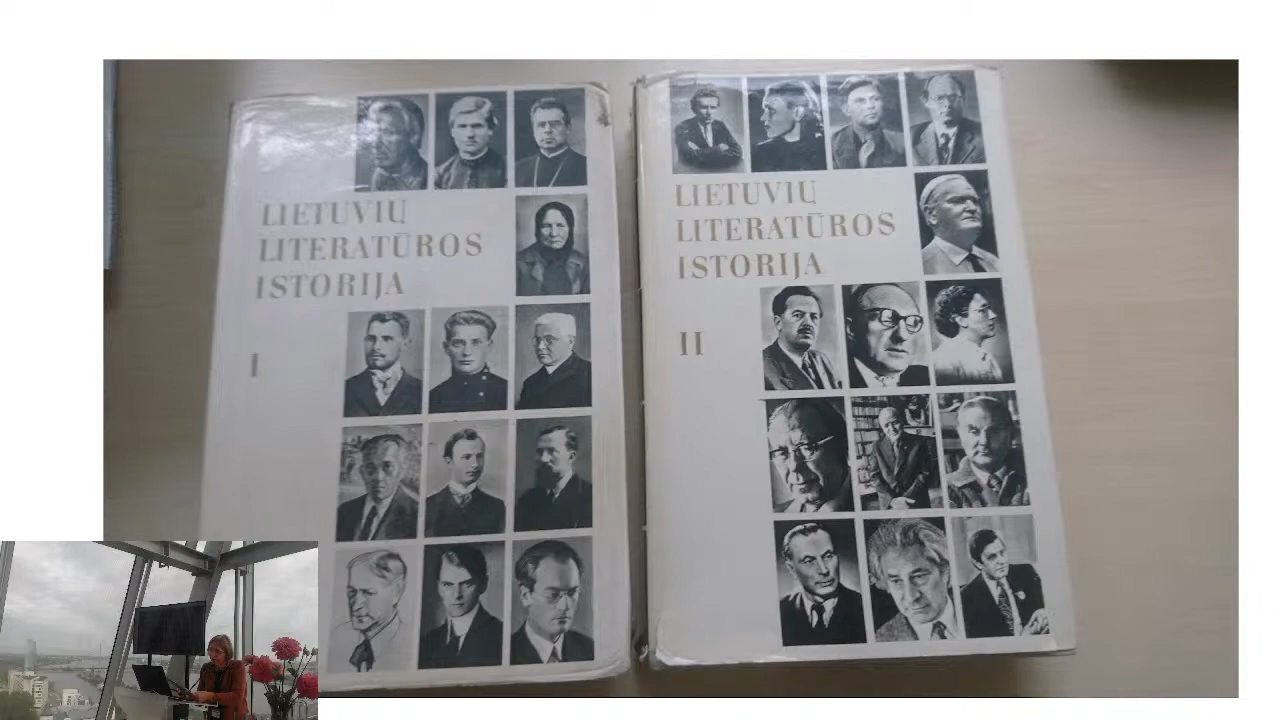 LIETUVIŲ
LITERATŪROS
ISTORIJA
I
LIETUVIŲ
LITERATŪROS
ISTORIJA
II